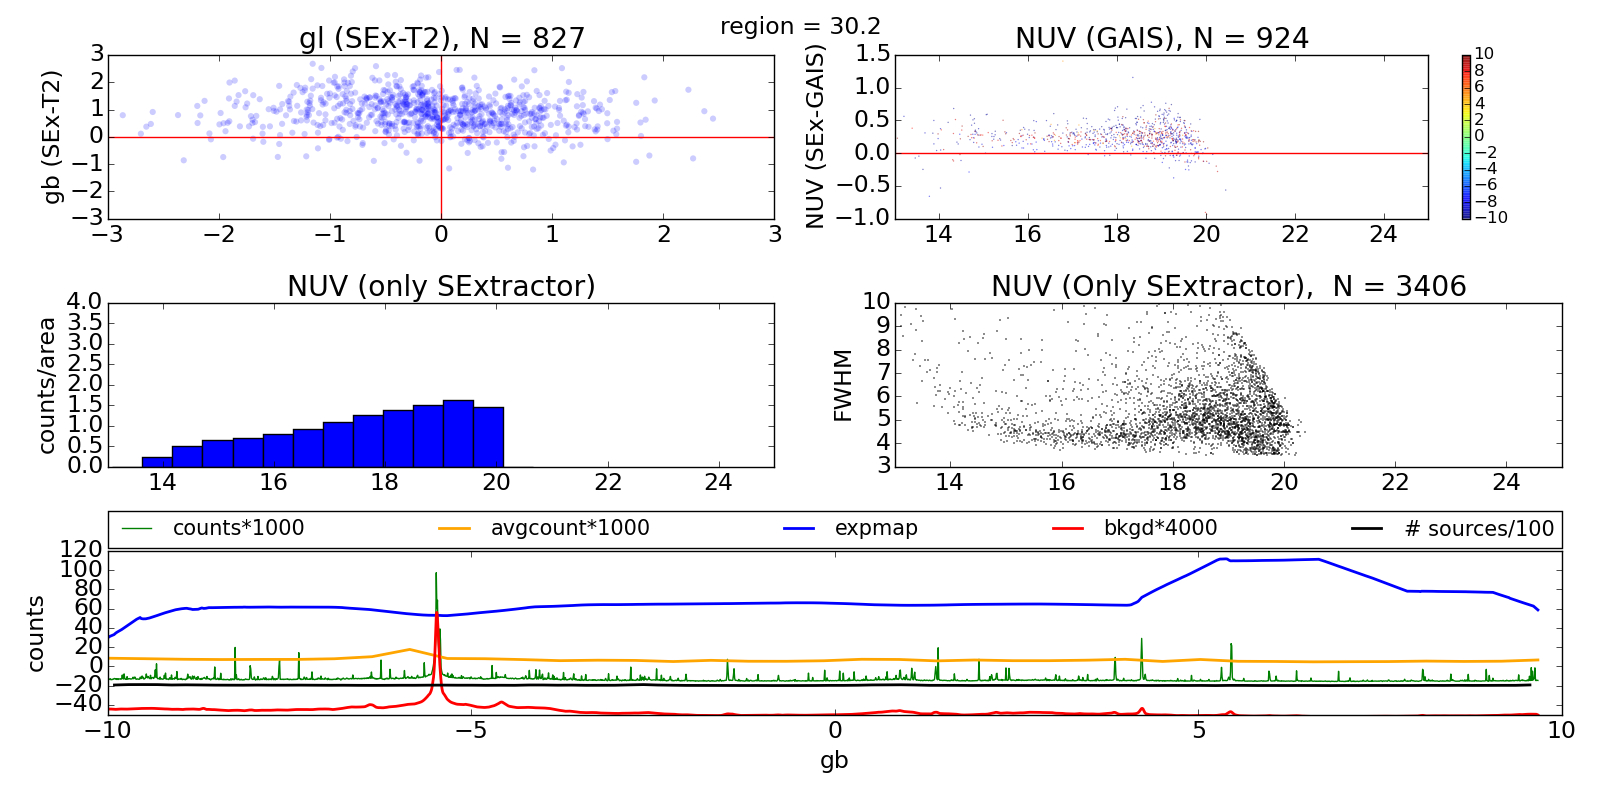 region = 30.2
gl (SEx-T2), N = 827
gb (SEx-T2)
3
2
1
0
−1
−2
−3
−3 −2 −1 0 1 2 3
NUV (GAIS), N = 924
NUV (SEx-GAIS)
1.5
1.0
0.5
0.0
−0.5
−1.0
14 16 18 20 22 24
10
8
6
4
2
0
−2
−4
−6
−8
−10
NUV (only SExtractor)
counts/area
4.0
3.5
3.0
2.5
2.0
1.5
1.0
0.5
0.0
14 16 18 20 22 24
NUV (Only SExtractor),  N = 3406
FWHM
10
9
8
7
6
5
4
3
14 16 18 20 22 24
counts*1000 avgcount*1000 expmap bkgd*4000 # sources/100
counts
120
100
80
60
40
20
0
−20
−40
−10 −5 0 5 10
gb